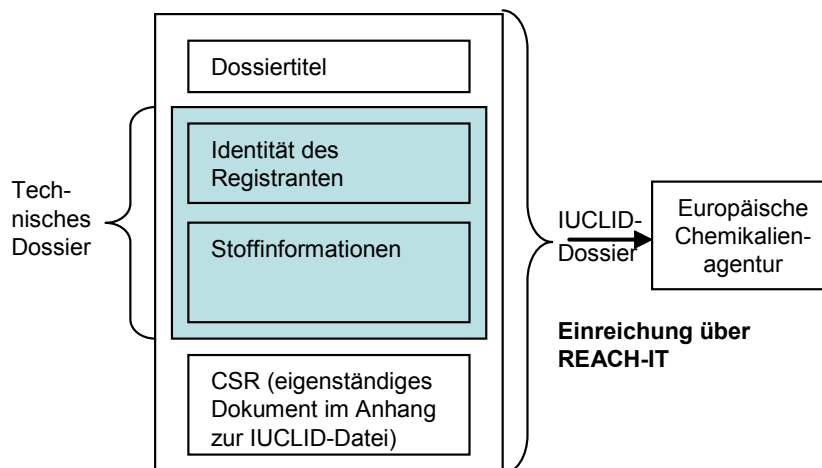 Dossiertitel
Identität des
Registranten
Tech-
nisches
Dossier
Stoffinformationen
CSR (eigenständiges
Dokument im Anhang
zur IUCLID-Datei)
IUCLID-
Dossier
Einreichung über
REACH-IT
Europäische
Chemikalien-
agentur